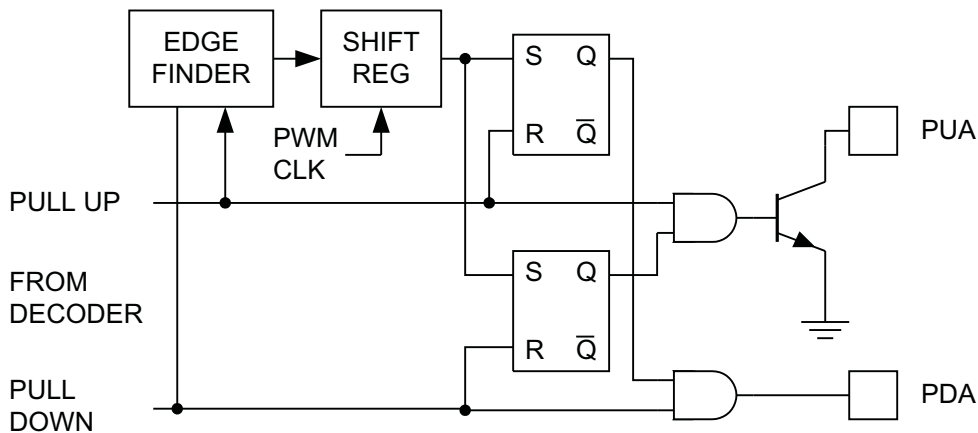 EDGE
FINDER
SHIFT
REG
S Q
R Q̅
PWM
CLK
PUA
PULL UP
FROM
DECODER
S Q
R Q̅
PULL
DOWN
PDA